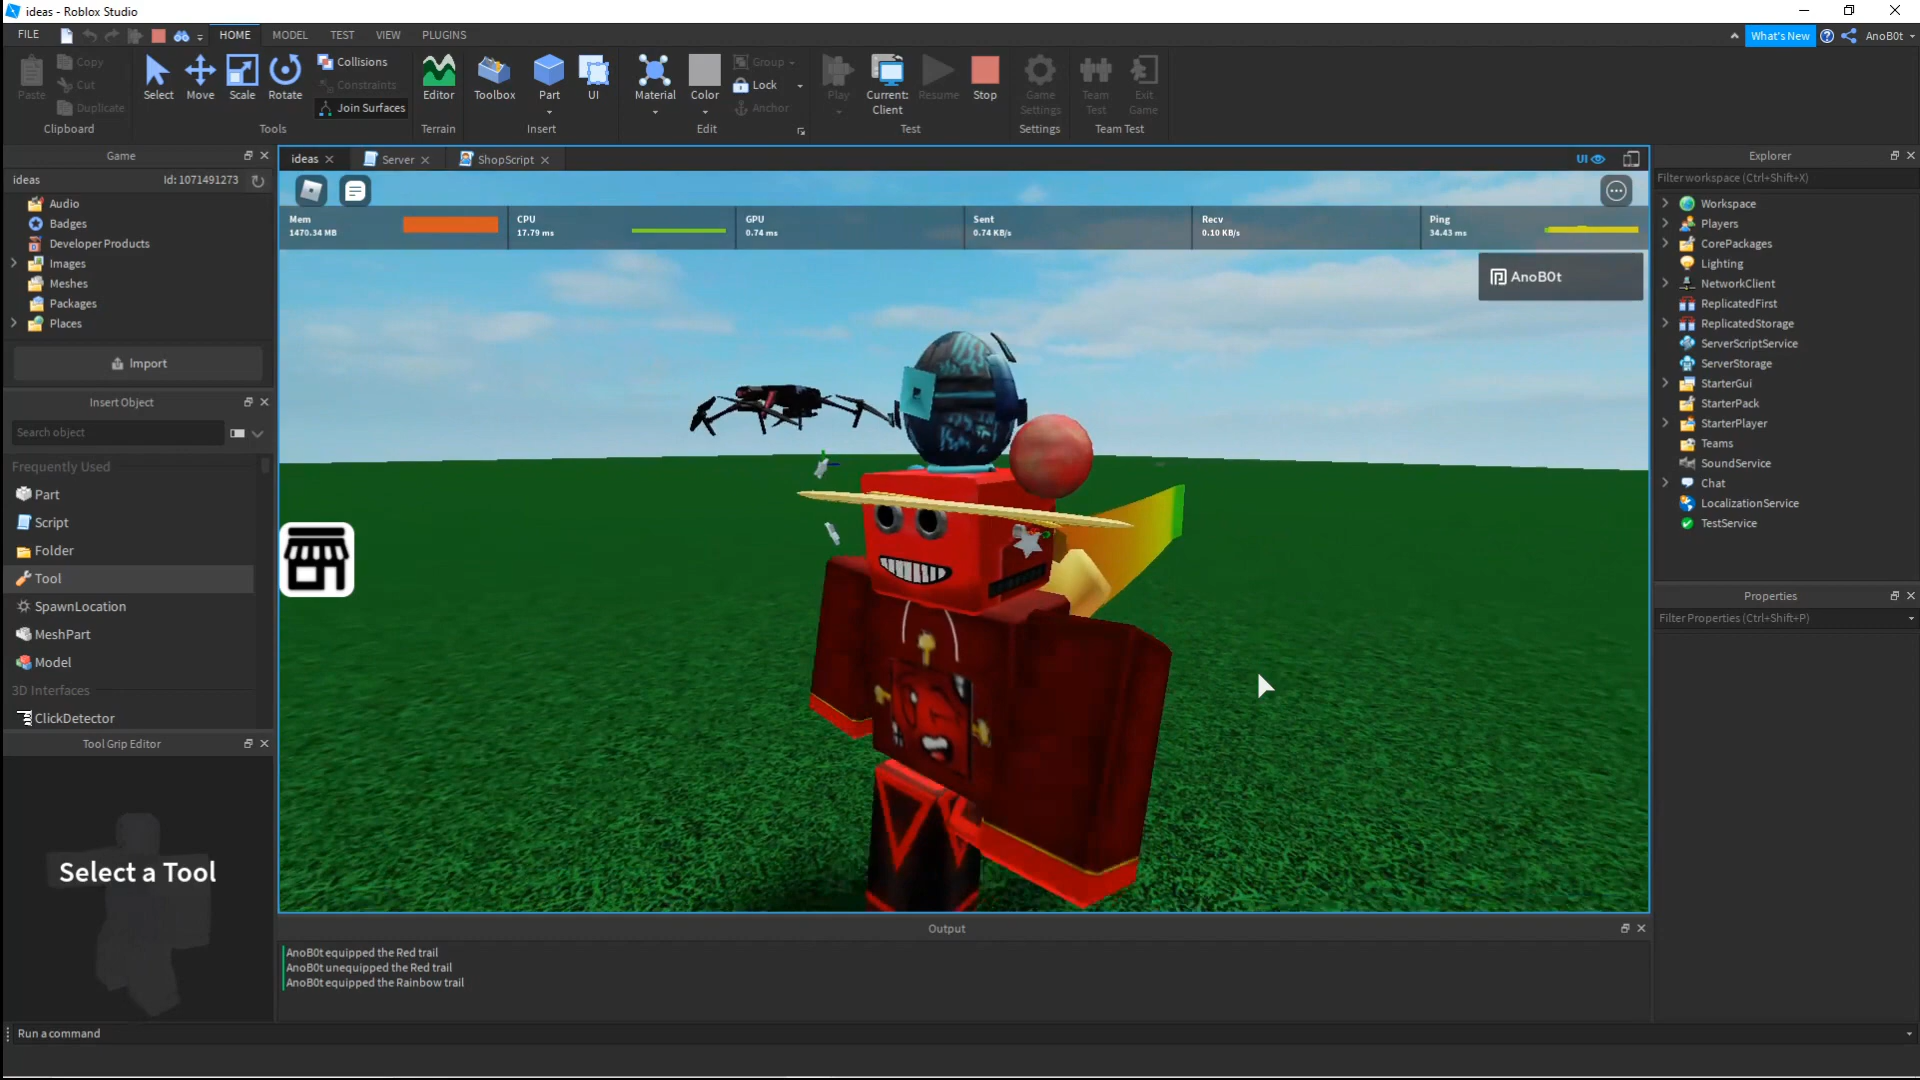 ideas - Roblox Studio
FILE
HOME
MODEL
TEST
VIEW
PLUGINS
What's New
AnoB0t
Paste
Copy
Cut
Duplicate
Clipboard
Select
Move
Scale
Rotate
Collisions
Constraints
Join Surfaces
Tools
Editor
Terrain
Toolbox
Part
UI
Insert
Material
Color
Group
Lock
Anchor
Edit
Play
Current:
Client
Resume
Stop
Test
Game
Settings
Settings
Team
Test
Exit
Game
Team Test
Game
ideas
Id: 1071491273
Audio
Badges
Developer Products
Images
Meshes
Packages
Places
Import
Insert Object
Search object
Frequently Used
Part
Script
Folder
Tool
SpawnLocation
MeshPart
Model
3D Interfaces
ClickDetector
Tool Grip Editor
Select a Tool
ideas
Server
ShopScript
UI
Mem
1470.34 MB
CPU
17.79 ms
GPU
0.74 ms
Sent
0.74 KB/s
Recv
0.10 KB/s
Ping
34.43 ms
AnoB0t
Output
AnoB0t equipped the Red trail
AnoB0t unequipped the Red trail
AnoB0t equipped the Rainbow trail
Run a command
Explorer
Filter workspace (Ctrl+Shift+X)
Workspace
Players
CorePackages
Lighting
NetworkClient
ReplicatedFirst
ReplicatedStorage
ServerScriptService
ServerStorage
StarterGui
StarterPack
StarterPlayer
Teams
SoundService
Chat
LocalizationService
TestService
Properties
Filter Properties (Ctrl+Shift+P)